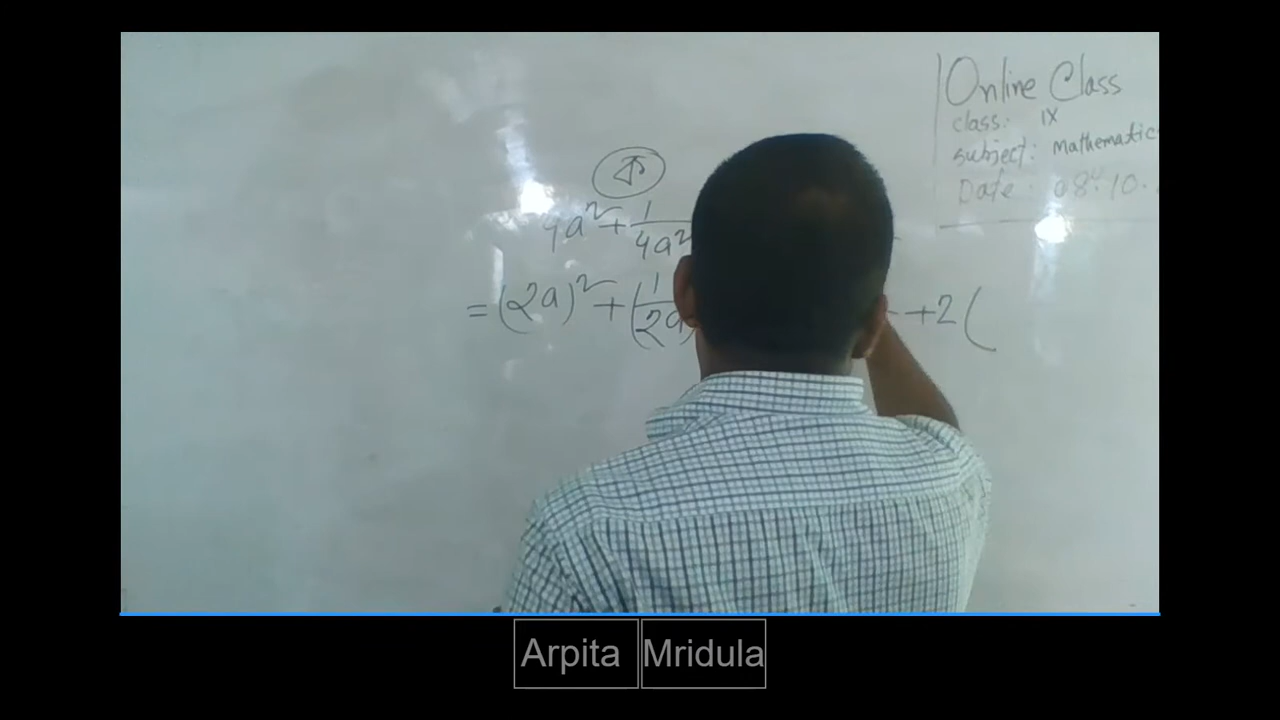 Online Class
class: IX
subject: Mathematic
Date: 08.10.
ক
4a² + 1/4a²
= (2a)² + (1/2a) +2(
Arpita Mridula